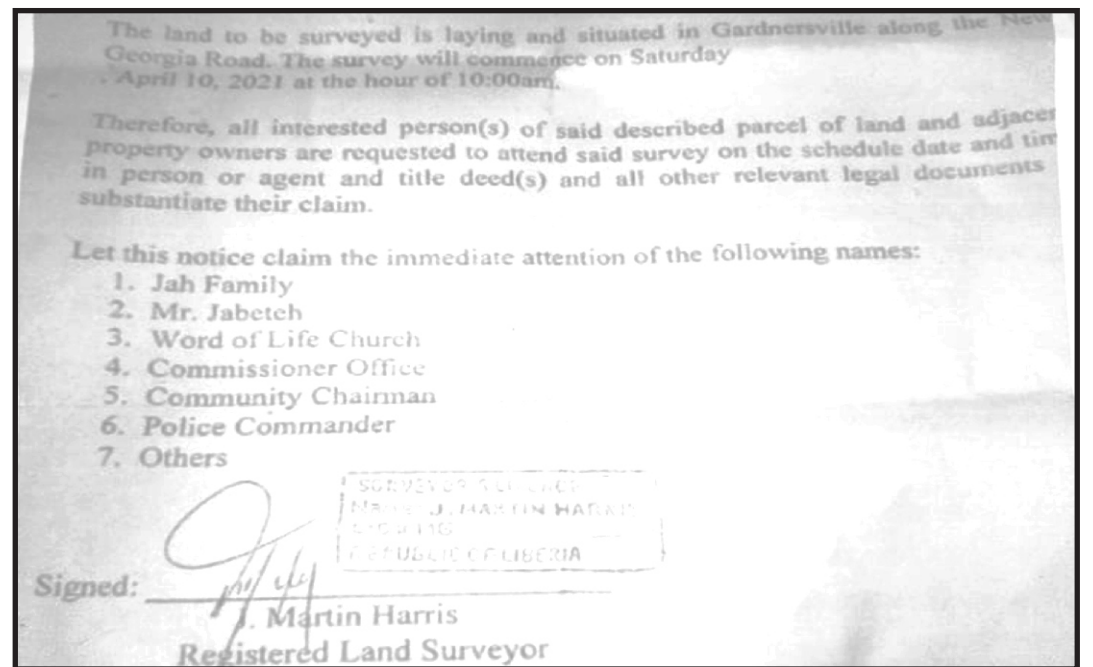 The land to be surveyed is laying and situated in Gardnersville along the New
Georgia Road. The survey will commence on Saturday
. April 10, 2021 at the hour of 10:00am.
Therefore, all interested person(s) of said described parcel of land and adjacen
property owners are requested to attend said survey on the schedule date and tim
in person or agent and title deed(s) and all other relevant legal documents
substantiate their claim.
Let this notice claim the immediate attention of the following names:
1. Jah Family
2. Mr. Jabetch
3. Word of Life Church
4. Commissioner Office
5. Community Chairman
6. Police Commander
7. Others
J. MARTIN
REPUBLIC OF LIBERIA
Signed:
J. Martin Harris
Registered Land Surveyor